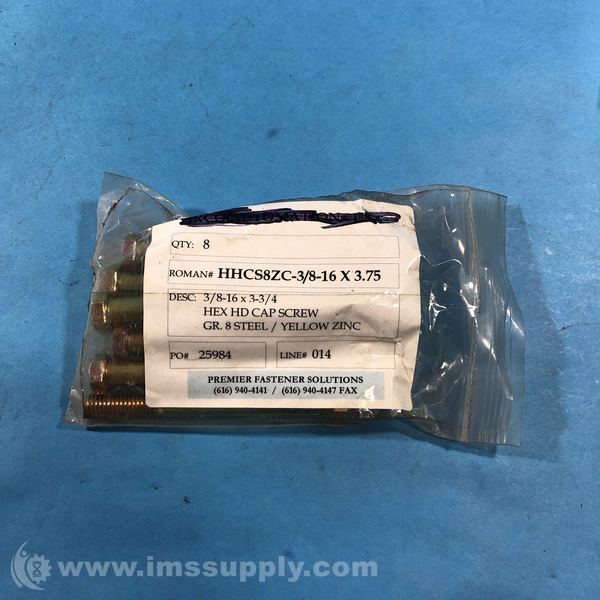 QTY: 8
ROMAN# HHCS8ZC-3/8-16 X 3.75
DESC: 3/8-16 x 3-3/4
HEX HD CAP SCREW
GR. 8 STEEL / YELLOW ZINC
PO# 25984 LINE# 014
PREMIER FASTENER SOLUTIONS
(616) 940-4141 / (616) 940-4147 FAX
www.imssupply.com